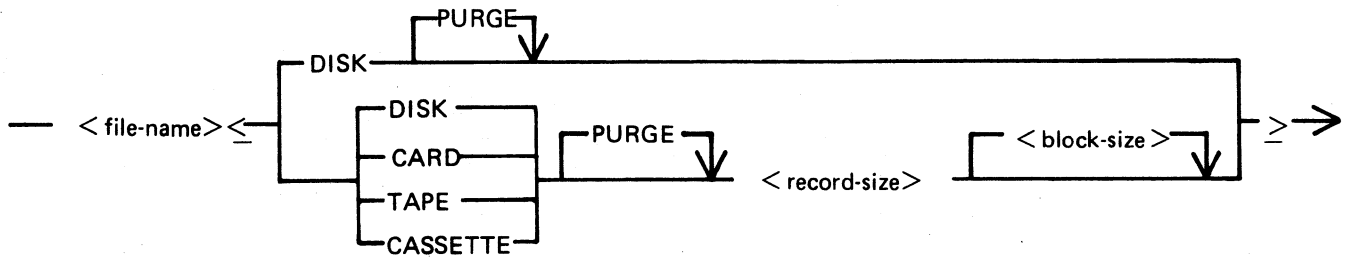 PURGE
DISK
<file-name> ≤
DISK
CARD
TAPE
CASSETTE
PURGE
<record-size>
<block-size>
≥